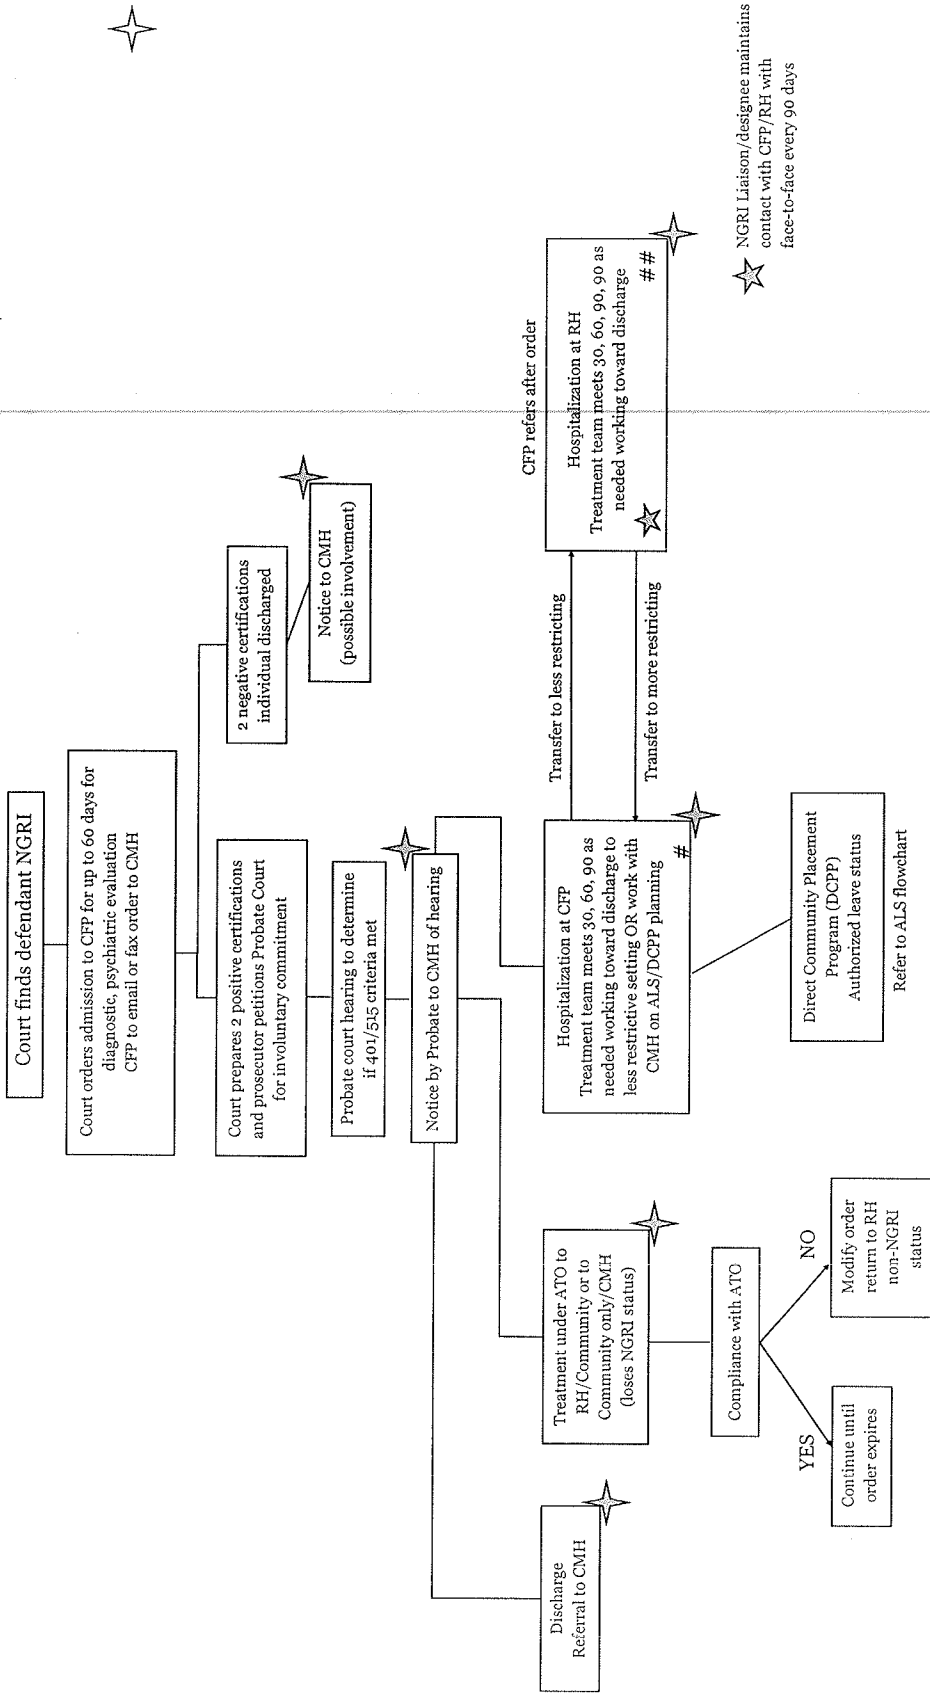 Court finds defendant NGRI
Court orders admission to CFP for up to 60 days for
diagnostic, psychiatric evaluation
CFP to email or fax order to CMH
Court prepares 2 positive certifications
and prosecutor petitions Probate Court
for involuntary commitment
2 negative certifications
individual discharged
Notice to CMH
(possible involvement)
Probate court hearing to determine
if 401/515 criteria met
Notice by Probate to CMH of hearing
Discharge
Referral to CMH
Treatment under ATO to
RH/Community or to
Community only/CMH
(loses NGRI status)
Compliance with ATO
YES
NO
Continue until
order expires
Modify order
return to RH
non-NGRI
status
Hospitalization at CFP
Treatment team meets 30, 60, 90 as
needed working toward discharge to
less restrictive setting OR work with
CMH on ALS/DCPP planning
#
Transfer to less restricting
Transfer to more restricting
CFP refers after order
Hospitalization at RH
Treatment team meets 30, 60, 90, 90 as
needed working toward discharge
##
Direct Community Placement
Program (DCPP)
Authorized leave status
Refer to ALS flowchart
NGRI Liaison/designee maintains
contact with CFP/RH with
face-to-face every 90 days